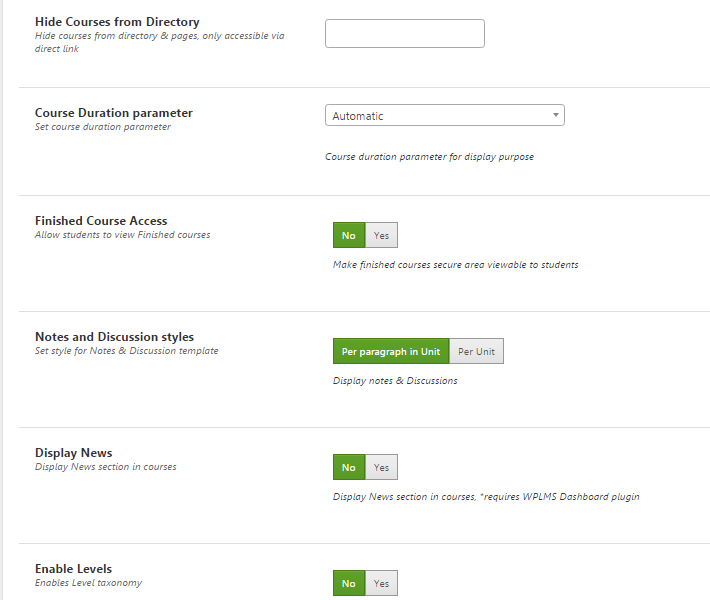 Hide Courses from Directory
Hide courses from directory & pages, only accessible via
direct link
Course Duration parameter
Set course duration parameter
Automatic
Course duration parameter for display purpose
Finished Course Access
Allow students to view Finished courses
No Yes
Make finished courses secure area viewable to students
Notes and Discussion styles
Set style for Notes & Discussion template
Per paragraph in Unit Per Unit
Display notes & Discussions
Display News
Display News section in courses
No Yes
Display News section in courses, *requires WPLMS Dashboard plugin
Enable Levels
Enables Level taxonomy
No Yes